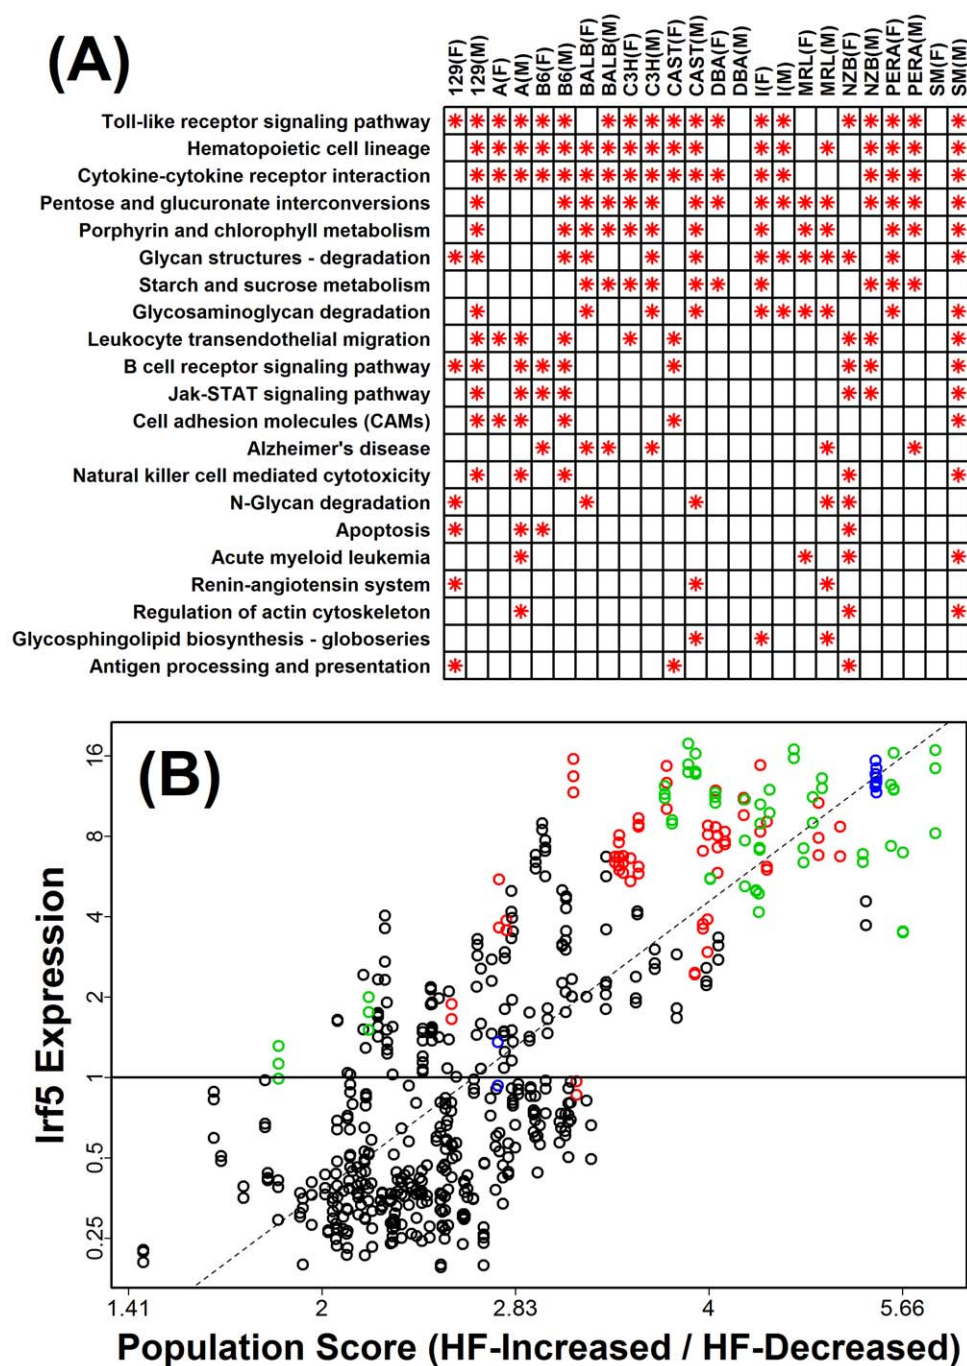 (A)
129(F)
129(M)
A(F)
A(M)
B6(F)
B6(M)
BALB(F)
BALB(M)
C3H(F)
C3H(M)
CAST(F)
CAST(M)
DBA(F)
DBA(M)
I(F)
I(M)
MRL(F)
MRL(M)
NZB(F)
NZB(M)
PERA(F)
PERA(M)
SM(F)
SM(M)
Toll-like receptor signaling pathway
Hematopoietic cell lineage
Cytokine-cytokine receptor interaction
Pentose and glucuronate interconversions
Porphyrin and chlorophyll metabolism
Glycan structures - degradation
Starch and sucrose metabolism
Glycosaminoglycan degradation
Leukocyte transendothelial migration
B cell receptor signaling pathway
Jak-STAT signaling pathway
Cell adhesion molecules (CAMs)
Alzheimer's disease
Natural killer cell mediated cytotoxicity
N-Glycan degradation
Apoptosis
Acute myeloid leukemia
Renin-angiotensin system
Regulation of actin cytoskeleton
Glycosphingolipid biosynthesis - globoseries
Antigen processing and presentation
(B)
Irf5 Expression
16
8
4
2
1
0.5
0.25
1.41
2
2.83
4
5.66
Population Score (HF-Increased / HF-Decreased)